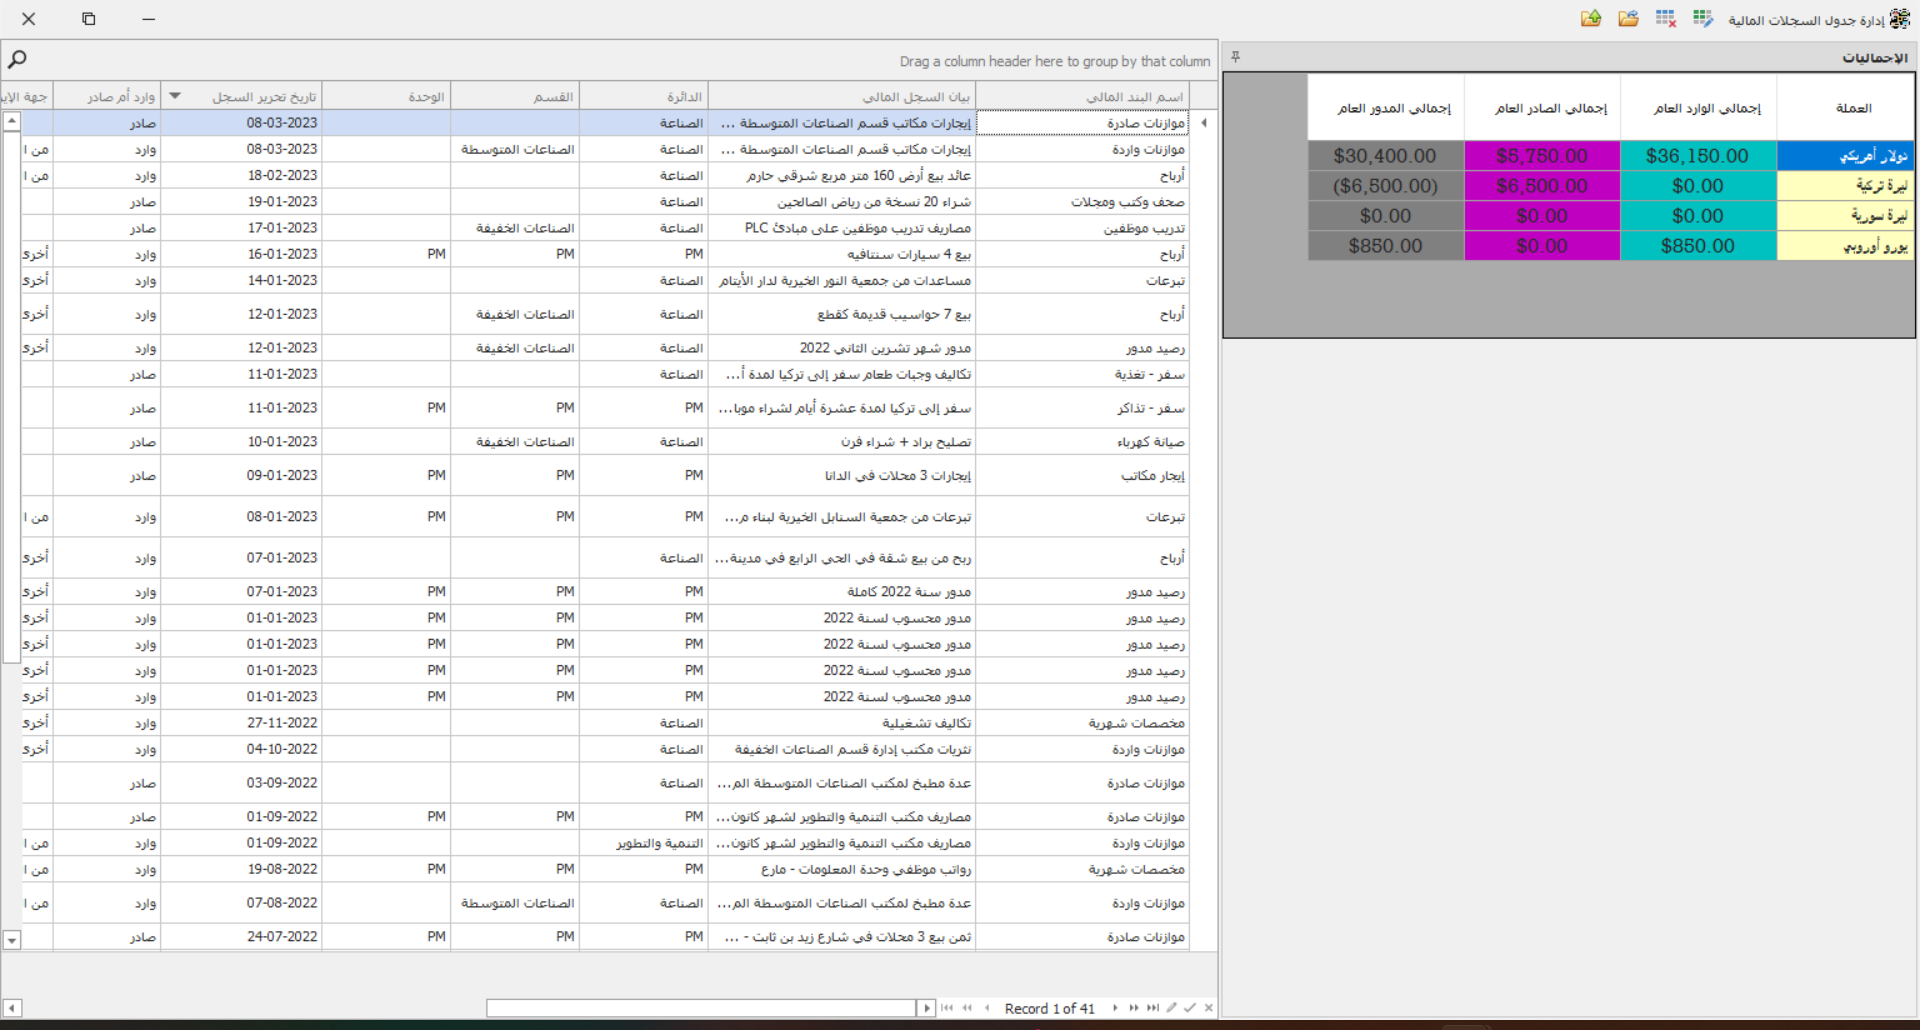 إدارة جدول السجلات المالية
الإجماليات
العملة إجمالي الوارد العام إجمالي الصادر العام إجمالي المدور العام
دولار أمريكي $36,150.00 $5,750.00 $30,400.00
ليرة تركية $0.00 $6,500.00 ($6,500.00)
ليرة سورية $0.00 $0.00 $0.00
يورو أوروبي $850.00 $0.00 $850.00
Drag a column header here to group by that column
اسم البند المالي بيان السجل المالي الدائرة القسم الوحدة تاريخ تحرير السجل وارد أم صادر جهة الإير
موازنات صادرة إيجارات مكاتب قسم الصناعات المتوسطة ... الصناعة 08-03-2023 صادر
موازنات واردة إيجارات مكاتب قسم الصناعات المتوسطة ... الصناعة الصناعات المتوسطة 08-03-2023 وارد من ا
أرباح عائد بيع أرض 160 متر مربع شرقي حارم الصناعة 18-02-2023 وارد من ا
صحف وكتب ومجلات شراء 20 نسخة من رياض الصالحين الصناعة 19-01-2023 صادر
تدريب موظفين مصاريف تدريب موظفين على مبادئ PLC الصناعة الصناعات الخفيفة 17-01-2023 صادر
أرباح بيع 4 سيارات سنتافيه PM PM PM 16-01-2023 وارد أخرى
تبرعات مساعدات من جمعية النور الخيرية لدار الأيتام الصناعة 14-01-2023 وارد أخرى
أرباح بيع 7 حواسيب قديمة كقطع الصناعة الصناعات الخفيفة 12-01-2023 وارد أخرى
رصيد مدور مدور شهر تشرين الثاني 2022 الصناعة الصناعات الخفيفة 12-01-2023 وارد أخرى
سفر - تغذية تكاليف وجبات طعام سفر إلى تركيا لمدة أ... الصناعة 11-01-2023 صادر
سفر - تذاكر سفر إلى تركيا لمدة عشرة أيام لشراء موبا... PM PM PM 11-01-2023 صادر
صيانة كهرباء تصليح براد + شراء فرن الصناعة الصناعات الخفيفة 10-01-2023 صادر
إيجار مكاتب إيجارات 3 محلات في الدانا PM PM PM 09-01-2023 صادر
تبرعات تبرعات من جمعية السنابل الخيرية لبناء م... PM PM PM 08-01-2023 وارد من ا
أرباح ربح من بيع شقة في الحي الرابع في مدينة... الصناعة 07-01-2023 وارد أخرى
رصيد مدور مدور سنة 2022 كاملة PM PM PM 07-01-2023 وارد أخرى
رصيد مدور مدور محسوب لسنة 2022 PM PM PM 01-01-2023 وارد أخرى
رصيد مدور مدور محسوب لسنة 2022 PM PM PM 01-01-2023 وارد أخرى
رصيد مدور مدور محسوب لسنة 2022 PM PM PM 01-01-2023 وارد أخرى
رصيد مدور مدور محسوب لسنة 2022 PM PM PM 01-01-2023 وارد أخرى
مخصصات شهرية تكاليف تشغيلية الصناعة 27-11-2022 وارد أخرى
موازنات واردة نثريات مكتب إدارة قسم الصناعات الخفيفة الصناعة 04-10-2022 وارد أخرى
موازنات صادرة عدة مطبخ لمكتب الصناعات المتوسطة الم... الصناعة 03-09-2022 صادر
موازنات صادرة مصاريف مكتب التنمية والتطوير لشهر كانون... PM PM PM 01-09-2022 صادر
موازنات واردة مصاريف مكتب التنمية والتطوير لشهر كانون... التنمية والتطوير 01-09-2022 وارد من ا
مخصصات شهرية رواتب موظفي وحدة المعلومات - مارع PM PM PM 19-08-2022 وارد من ا
موازنات واردة عدة مطبخ لمكتب الصناعات المتوسطة الم... الصناعة الصناعات المتوسطة 07-08-2022 وارد من ا
موازنات صادرة ثمن بيع 3 محلات في شارع زيد بن ثابت - ... PM PM PM 24-07-2022 صادر
Record 1 of 41